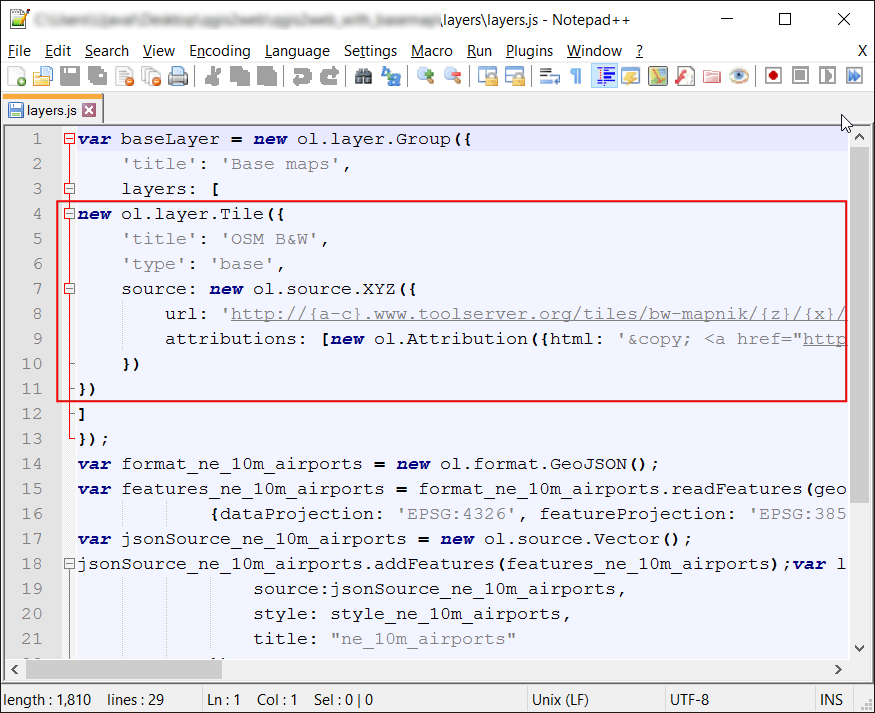 \layers\layers.js - Notepad++
File Edit Search View Encoding Language Settings Macro Run Plugins Window ? X
layers.js
1 var baseLayer = new ol.layer.Group({
2 'title': 'Base maps',
3 layers: [
4 new ol.layer.Tile({
5 'title': 'OSM B&W',
6 'type': 'base',
7 source: new ol.source.XYZ({
8 url: 'http://{a-c}.www.toolserver.org/tiles/bw-mapnik/{z}/{x}/
9 attributions: [new ol.Attribution({html: '&copy; <a href="http
10 })
11 })
12 ]
13 });
14 var format_ne_10m_airports = new ol.format.GeoJSON();
15 var features_ne_10m_airports = format_ne_10m_airports.readFeatures(geo
16 {dataProjection: 'EPSG:4326', featureProjection: 'EPSG:385
17 var jsonSource_ne_10m_airports = new ol.source.Vector();
18 jsonSource_ne_10m_airports.addFeatures(features_ne_10m_airports);var l
19 source:jsonSource_ne_10m_airports,
20 style: style_ne_10m_airports,
21 title: "ne_10m_airports"
length : 1,810 lines : 29 Ln : 1 Col : 1 Sel : 0 | 0 Unix (LF) UTF-8 INS